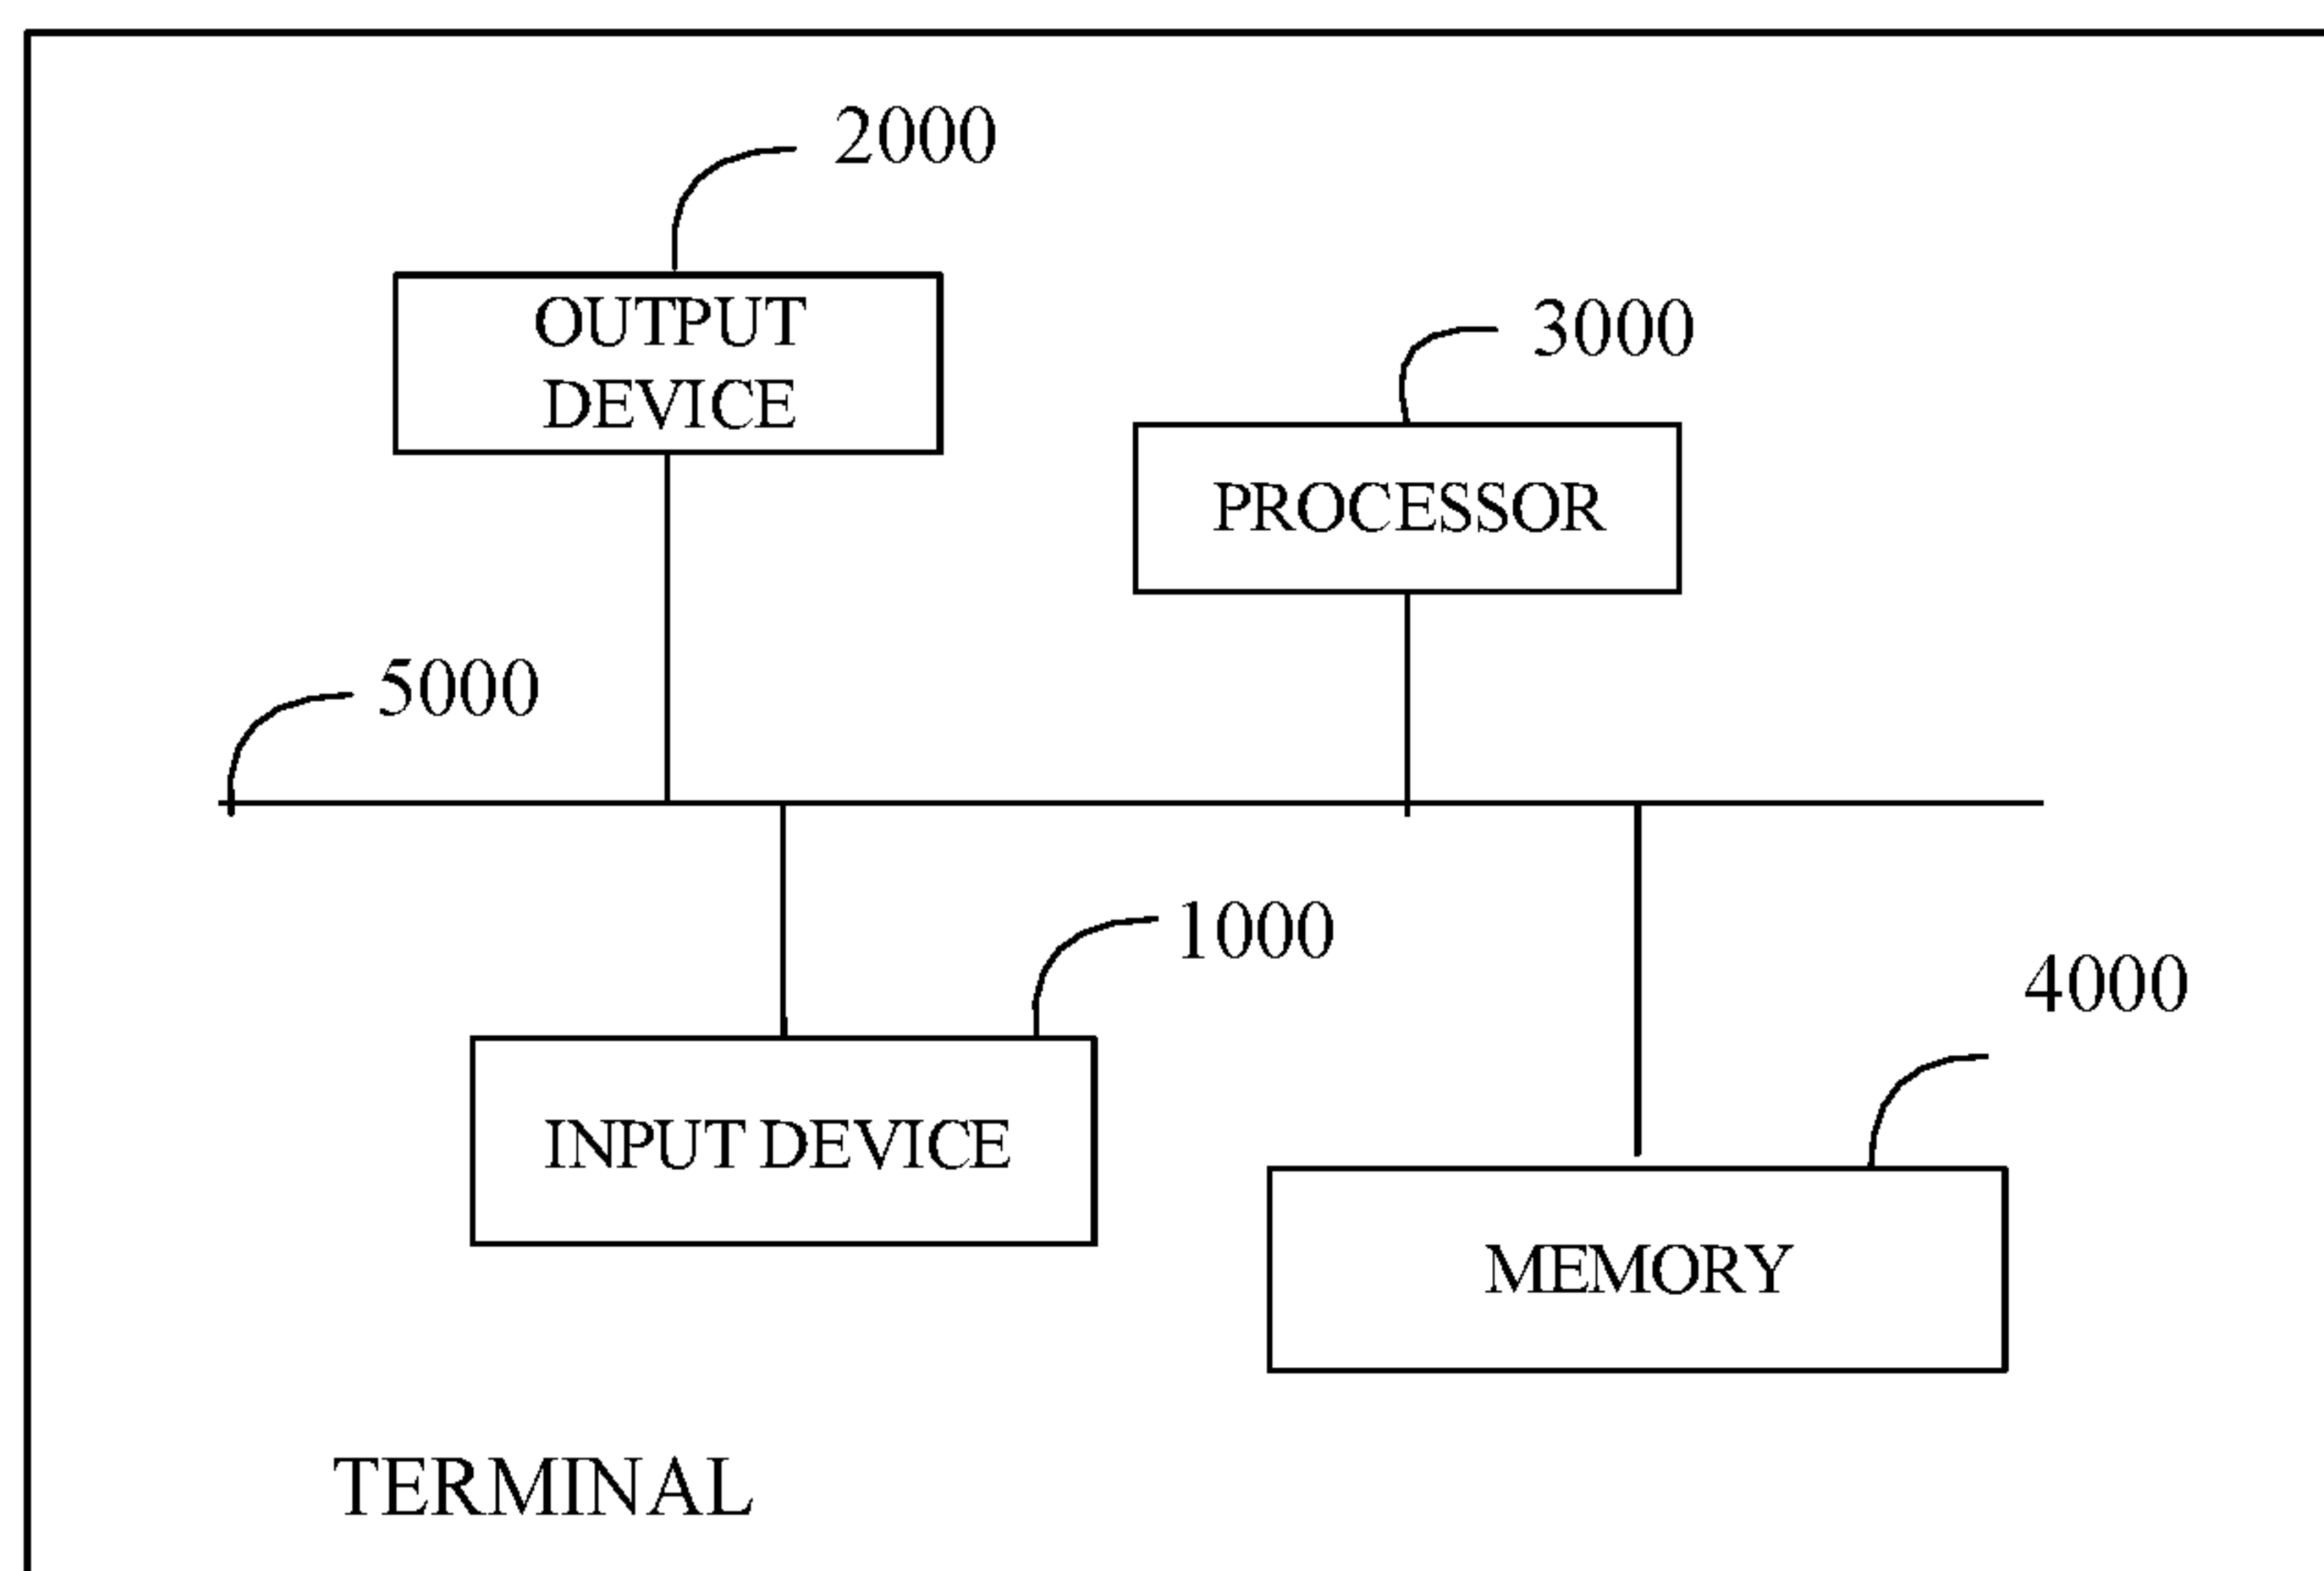 2000
OUTPUT
DEVICE
3000
PROCESSOR
5000
1000
INPUT DEVICE
4000
MEMORY
TERMINAL